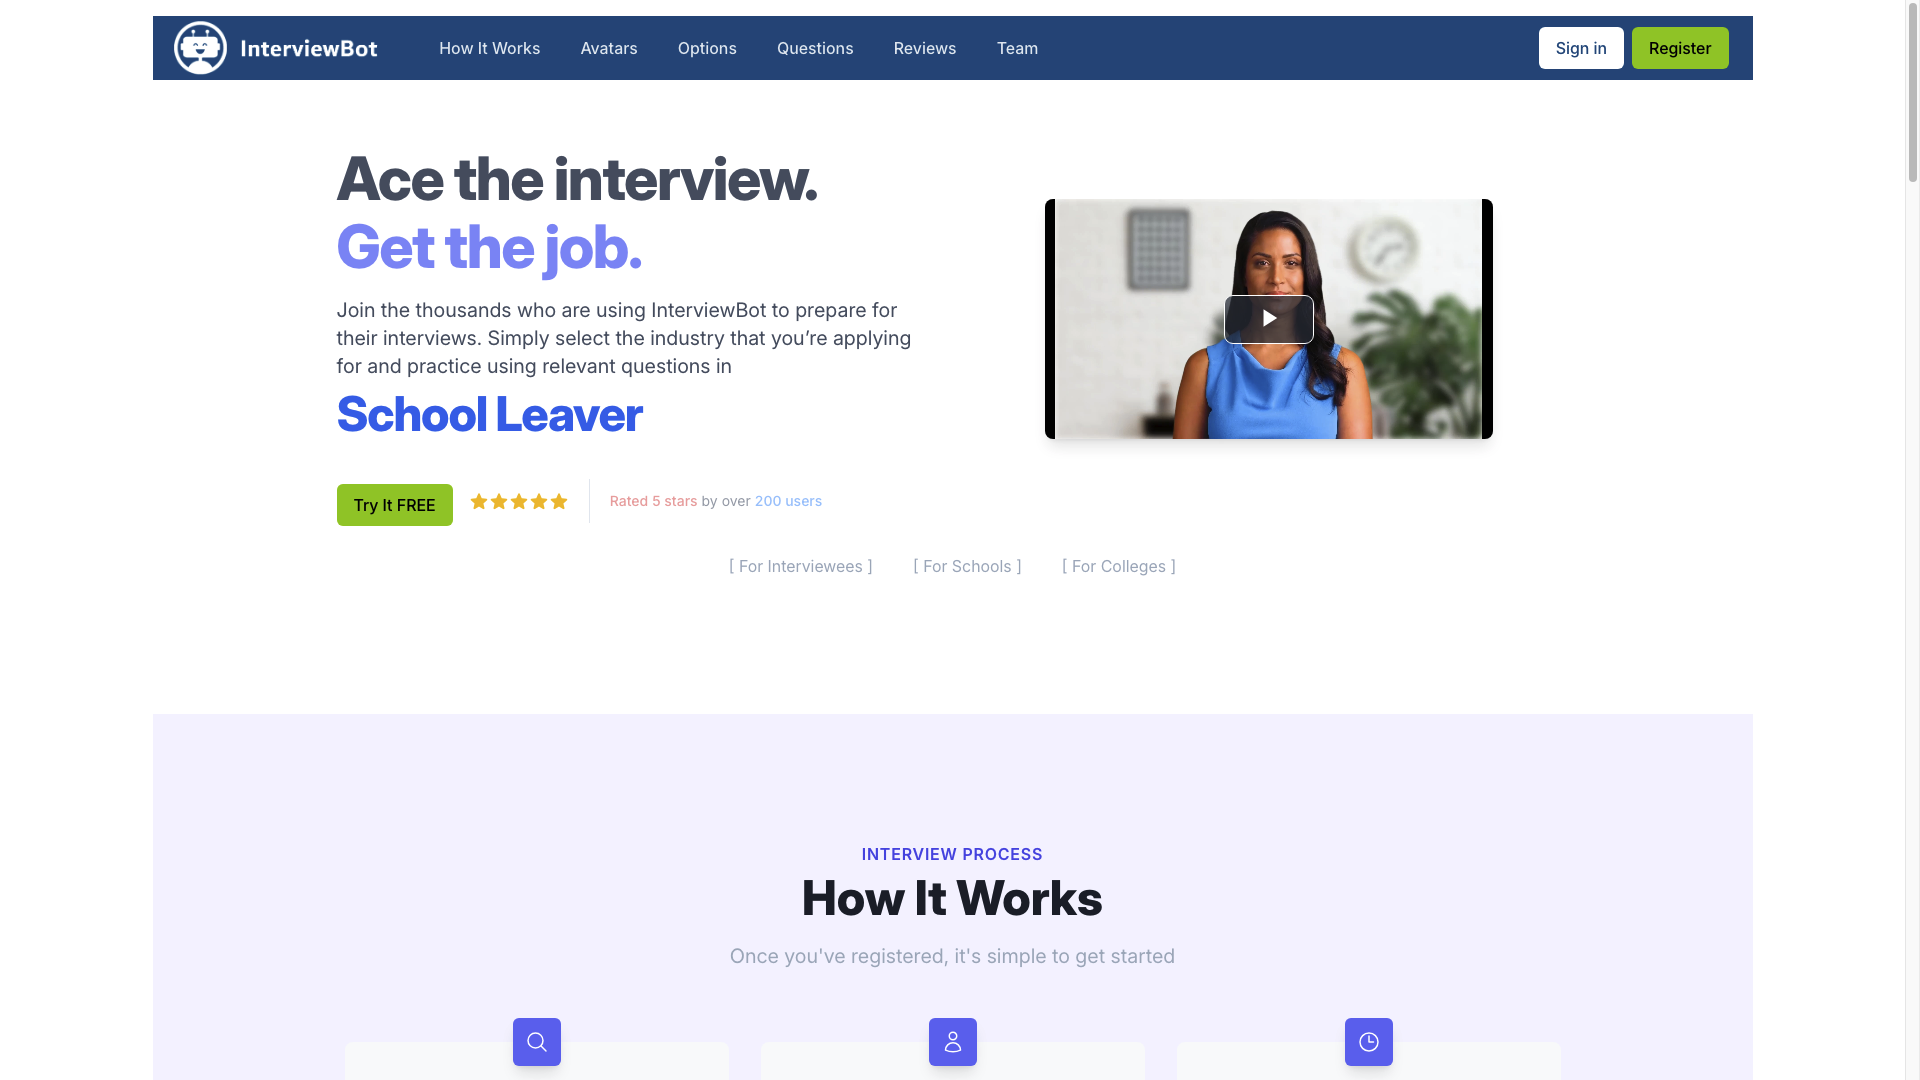 InterviewBot
How It Works
Avatars
Options
Questions
Reviews
Team
Sign in
Register
Ace the interview.
Get the job.
Join the thousands who are using InterviewBot to prepare for
their interviews. Simply select the industry that you’re applying
for and practice using relevant questions in
School Leaver
Try It FREE
Rated 5 stars by over 200 users
[ For Interviewees ]
[ For Schools ]
[ For Colleges ]
INTERVIEW PROCESS
How It Works
Once you've registered, it's simple to get started